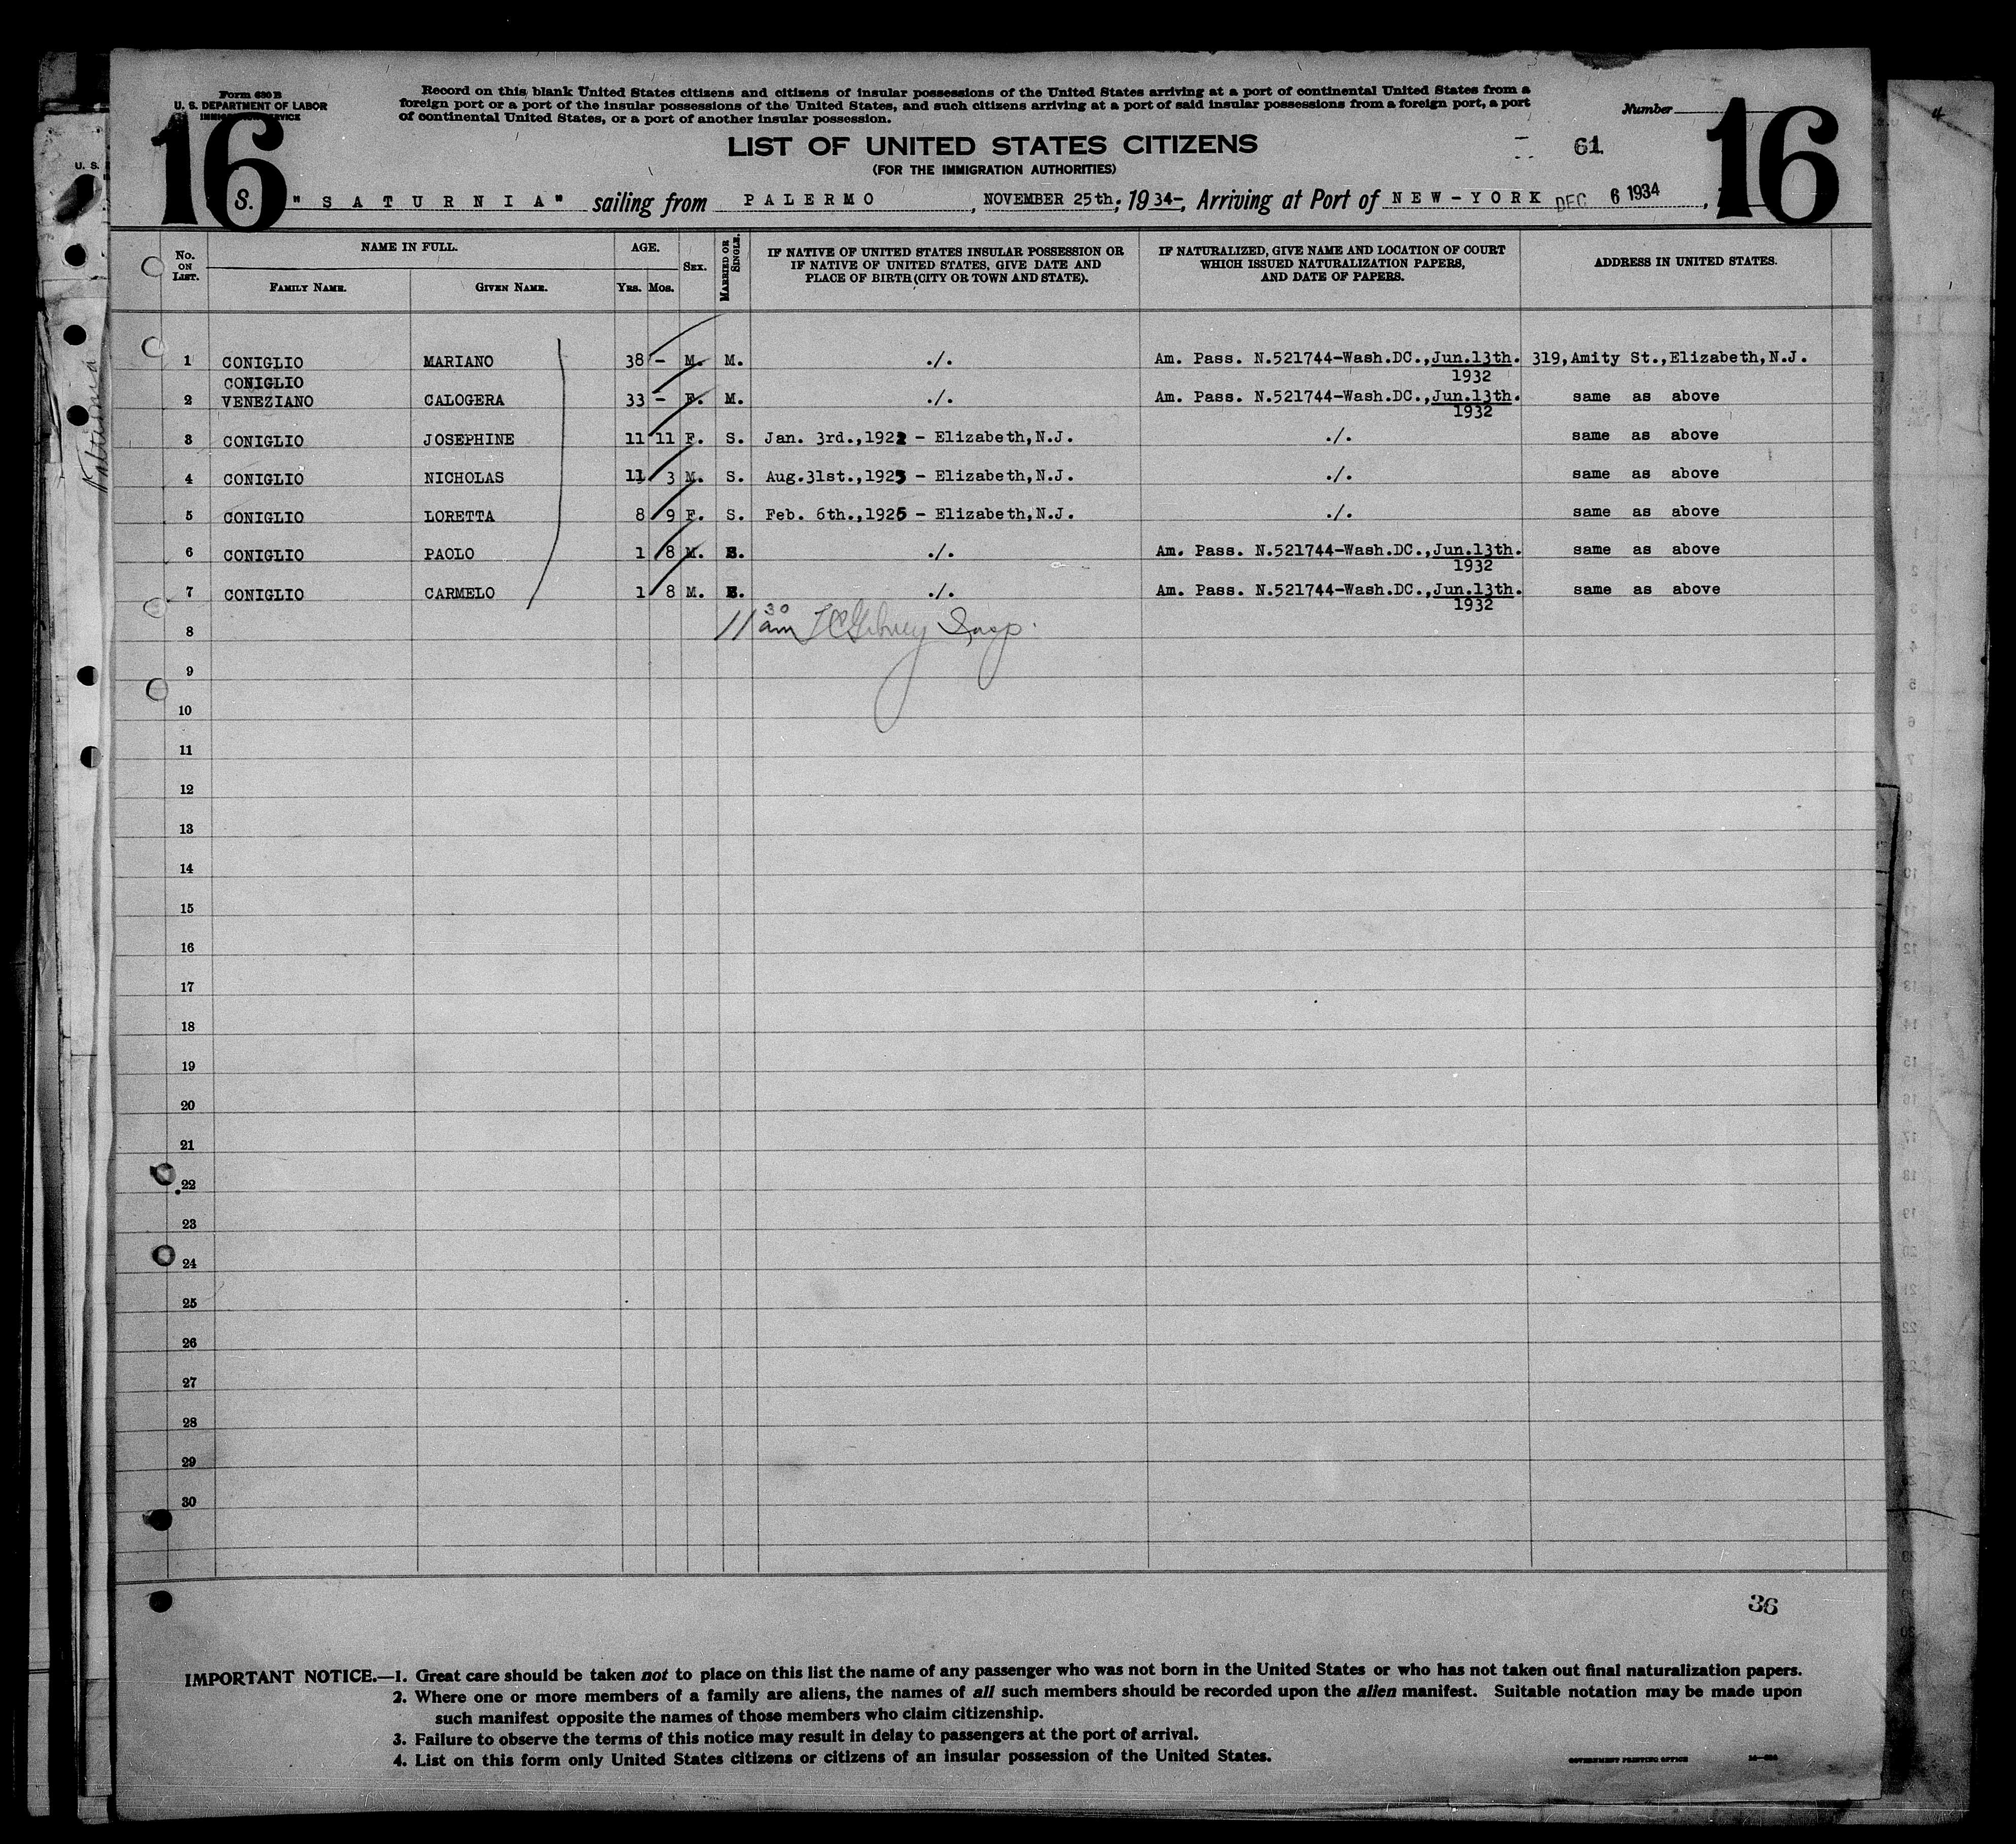 Form 630 B
U. S. DEPARTMENT OF LABOR
IMMIGRATION SERVICE
Record on this blank United States citizens and citizens of insular possessions of the United States arriving at a port of continental United States from a
foreign port or a port of the insular possessions of the United States, and such citizens arriving at a port of said insular possessions from a foreign port, a port
of continental United States, or a port of another insular possession.
Number
16
16
LIST OF UNITED STATES CITIZENS
61
(FOR THE IMMIGRATION AUTHORITIES)
S. "SATURNIA" sailing from PALERMO, NOVEMBER 25th; 1934-, Arriving at Port of NEW-YORK DEC 6 1934,
No. ON LIST. NAME IN FULL. AGE. SEX. MARRIED OR SINGLE. IF NATIVE OF UNITED STATES INSULAR POSSESSION OR IF NATIVE OF UNITED STATES, GIVE DATE AND PLACE OF BIRTH (CITY OR TOWN AND STATE). IF NATURALIZED, GIVE NAME AND LOCATION OF COURT WHICH ISSUED NATURALIZATION PAPERS, AND DATE OF PAPERS. ADDRESS IN UNITED STATES.
FAMILY NAME. GIVEN NAME. YRS. MOS.
1 CONIGLIO MARIANO 38 - M. M. ./. Am. Pass. N.521744-Wash.DC.,Jun.13th. 319,Amity St.,Elizabeth,N.J.
1932
CONIGLIO
2 VENEZIANO CALOGERA 33 - F. M. ./. Am. Pass. N.521744-Wash.DC.,Jun.13th. same as above
1932
3 CONIGLIO JOSEPHINE 11 11 F. S. Jan. 3rd.,1922 - Elizabeth,N.J. ./. same as above
4 CONIGLIO NICHOLAS 11 3 M. S. Aug.31st.,1923 - Elizabeth,N.J. ./. same as above
5 CONIGLIO LORETTA 8 9 F. S. Feb. 6th.,1926 - Elizabeth,N.J. ./. same as above
6 CONIGLIO PAOLO 1 8 M. S. ./. Am. Pass. N.521744-Wash.DC.,Jun.13th. same as above
1932
7 CONIGLIO CARMELO 1 8 M. S. ./. Am. Pass. N.521744-Wash.DC.,Jun.13th. same as above
1932
11 30 am Insp.
8
9
10
11
12
13
14
15
16
17
18
19
20
21
22
23
24
25
26
27
28
29
30
36
IMPORTANT NOTICE.—1. Great care should be taken not to place on this list the name of any passenger who was not born in the United States or who has not taken out final naturalization papers.
2. Where one or more members of a family are aliens, the names of all such members should be recorded upon the alien manifest. Suitable notation may be made upon
such manifest opposite the names of those members who claim citizenship.
3. Failure to observe the terms of this notice may result in delay to passengers at the port of arrival.
4. List on this form only United States citizens or citizens of an insular possession of the United States.
GOVERNMENT PRINTING OFFICE